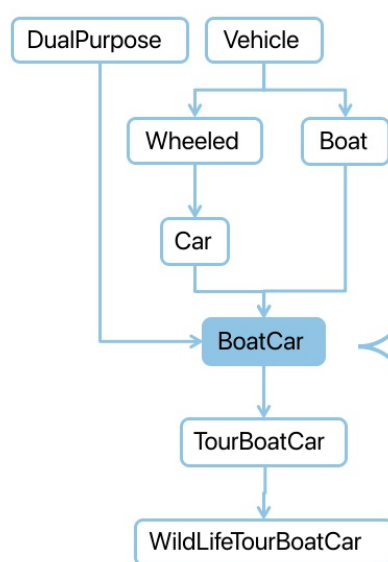 DualPurpose
Vehicle
Wheeled
Boat
Car
BoatCar
TourBoatCar
WildLifeTourBoatCar